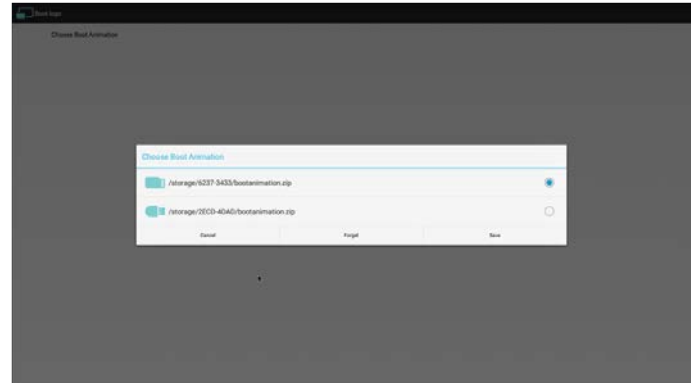 Boot logo
Choose Boot Animation
Choose Boot Animation
/storage/6237-3433/bootanimation.zip
/storage/2ECD-40A0/bootanimation.zip
Cancel Forget Save